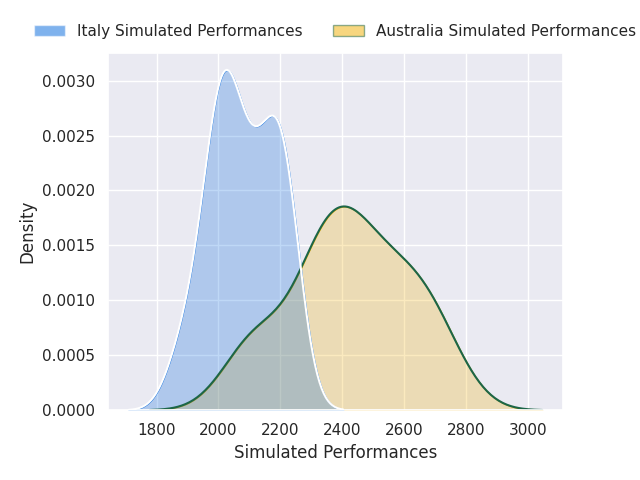 Italy Simulated Performances Australia Simulated Performances
0.0030
0.0025
0.0020
0.0015
0.0010
0.0005
0.0000
Density
1800 2000 2200 2400 2600 2800 3000
Simulated Performances